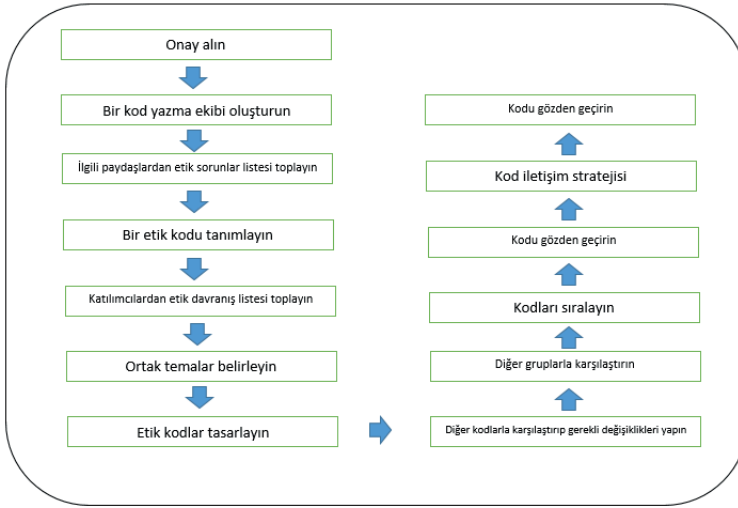 Onay alın
Bir kod yazma ekibi oluşturun
İlgili paydaşlardan etik sorunlar listesi toplayın
Bir etik kodu tanımlayın
Katılımcılardan etik davranış listesi toplayın
Ortak temalar belirleyin
Etik kodlar tasarlayın
Diğer kodlarla karşılaştırıp gerekli değişiklikleri yapın
Diğer gruplarla karşılaştırın
Kodları sıralayın
Kodu gözden geçirin
Kod iletişim stratejisi
Kodu gözden geçirin